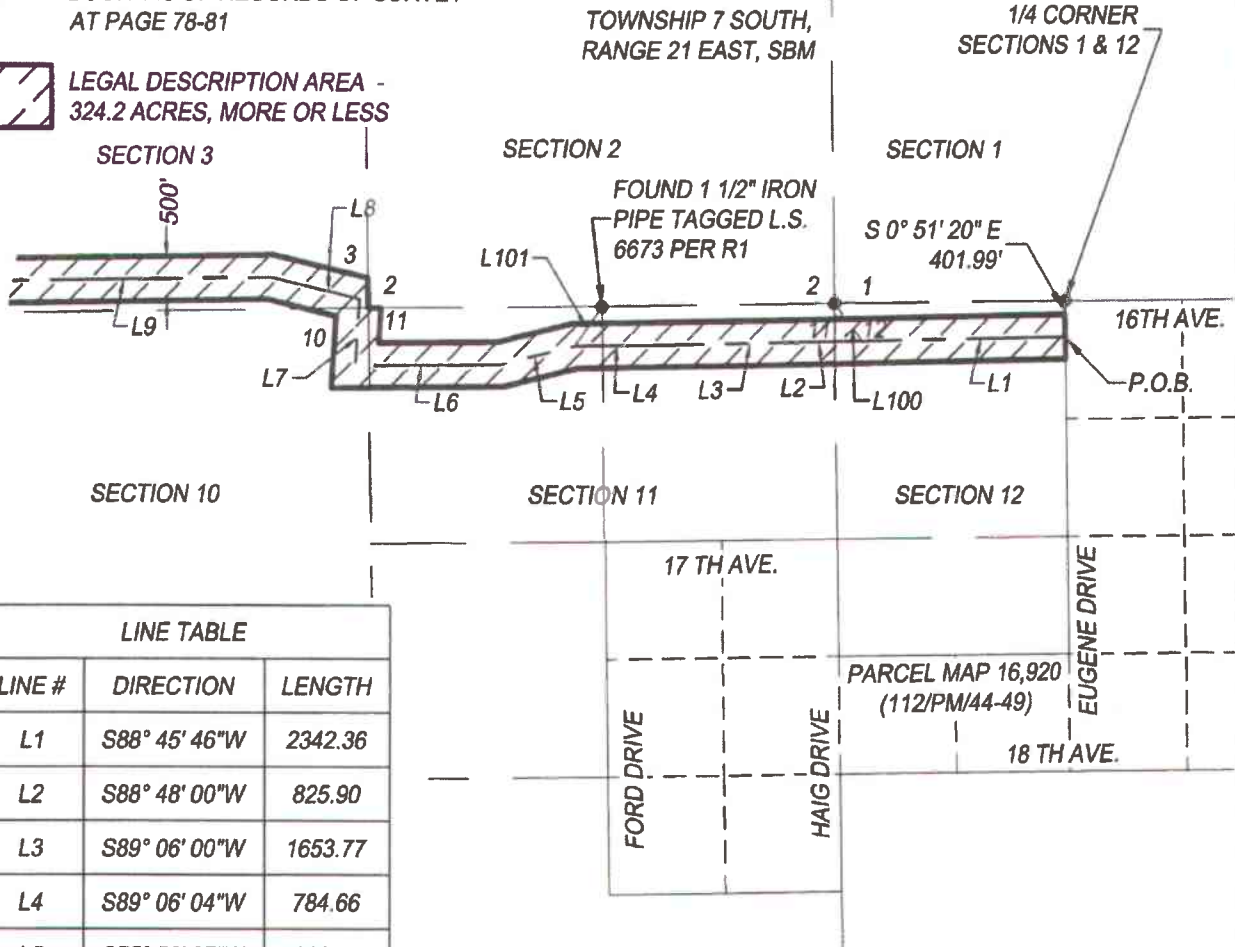 AT PAGE 78-81
TOWNSHIP 7 SOUTH,
RANGE 21 EAST, SBM
1/4 CORNER
SECTIONS 1 & 12
LEGAL DESCRIPTION AREA -
324.2 ACRES, MORE OR LESS
SECTION 3
SECTION 2
SECTION 1
500'
FOUND 1 1/2" IRON
PIPE TAGGED L.S.
6673 PER R1
S 0° 51' 20" E
401.99'
L8
L101
3
2
2
1
10
11
11
12
16TH AVE.
L9
L7
L6
L5
L4
L3
L2
L100
L1
P.O.B.
SECTION 10
SECTION 11
SECTION 12
17 TH AVE.
EUGENE DRIVE
PARCEL MAP 16,920
(112/PM/44-49)
FORD DRIVE
HAIG DRIVE
18 TH AVE.
LINE TABLE
LINE # DIRECTION LENGTH
L1 S88° 45' 46"W 2342.36
L2 S88° 48' 00"W 825.90
L3 S89° 06' 00"W 1653.77
L4 S89° 06' 04"W 784.66